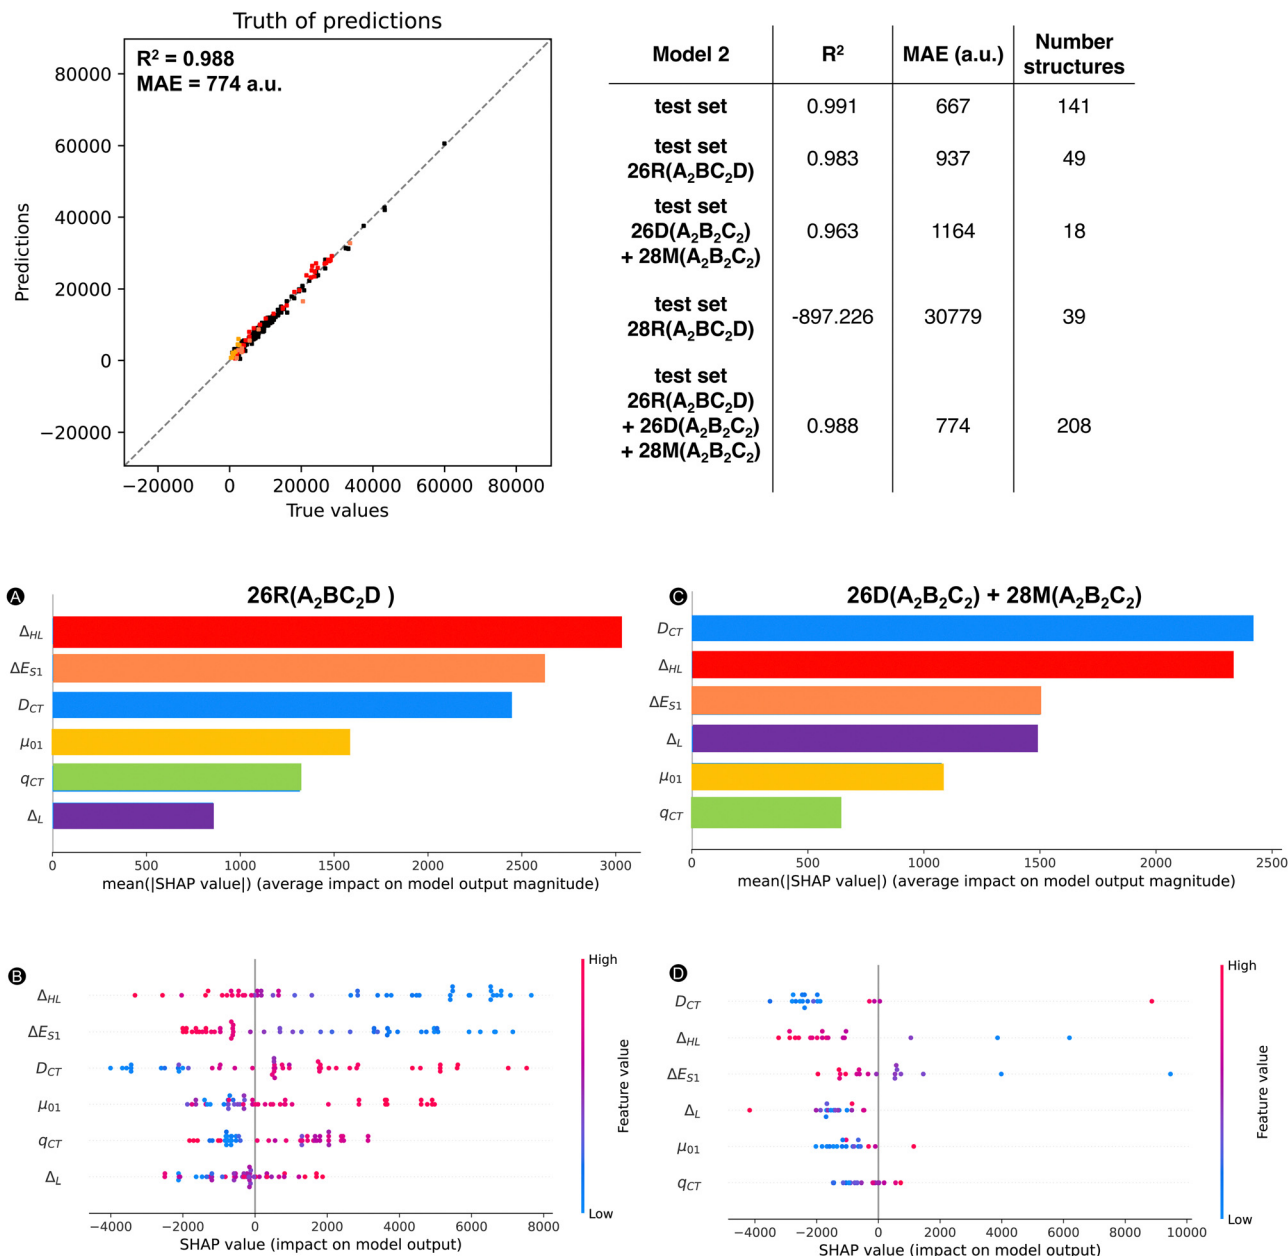 Truth of predictions
R² = 0.988
MAE = 774 a.u.
80000
60000
40000
20000
0
−20000
Predictions
−20000 0 20000 40000 60000 80000
True values
Model 2 R² MAE (a.u.) Number structures
test set 0.991 667 141
test set
26R(A₂BC₂D) 0.983 937 49
test set
26D(A₂B₂C₂)
+ 28M(A₂B₂C₂) 0.963 1164 18
test set
28R(A₂BC₂D) -897.226 30779 39
test set
26R(A₂BC₂D)
+ 26D(A₂B₂C₂)
+ 28M(A₂B₂C₂) 0.988 774 208
A
26R(A₂BC₂D )
Δ_HL
ΔE_S1
D_CT
μ₀₁
q_CT
Δ_L
0 500 1000 1500 2000 2500 3000
mean(|SHAP value|) (average impact on model output magnitude)
C
26D(A₂B₂C₂) + 28M(A₂B₂C₂)
D_CT
Δ_HL
ΔE_S1
Δ_L
μ₀₁
q_CT
0 500 1000 1500 2000 2500
mean(|SHAP value|) (average impact on model output magnitude)
B
Δ_HL
ΔE_S1
D_CT
μ₀₁
q_CT
Δ_L
−4000 −2000 0 2000 4000 6000 8000
SHAP value (impact on model output)
High
Feature value
Low
D
D_CT
Δ_HL
ΔE_S1
Δ_L
μ₀₁
q_CT
−4000 −2000 0 2000 4000 6000 8000 10000
SHAP value (impact on model output)
High
Feature value
Low